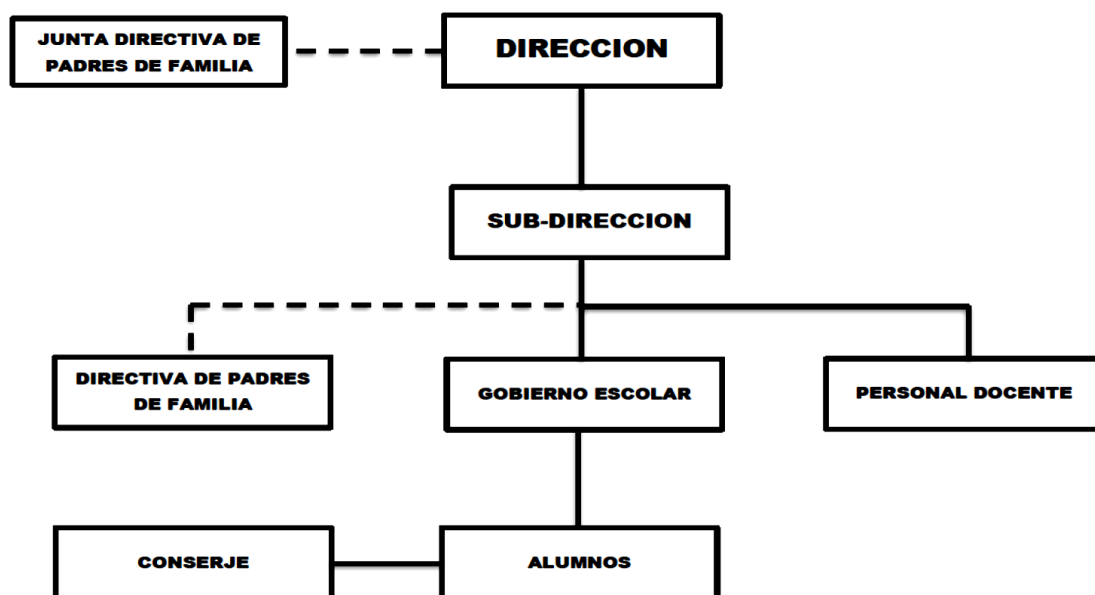 JUNTA DIRECTIVA DE
PADRES DE FAMILIA
DIRECCION
SUB-DIRECCION
DIRECTIVA DE PADRES
DE FAMILIA
GOBIERNO ESCOLAR
PERSONAL DOCENTE
CONSERJE
ALUMNOS